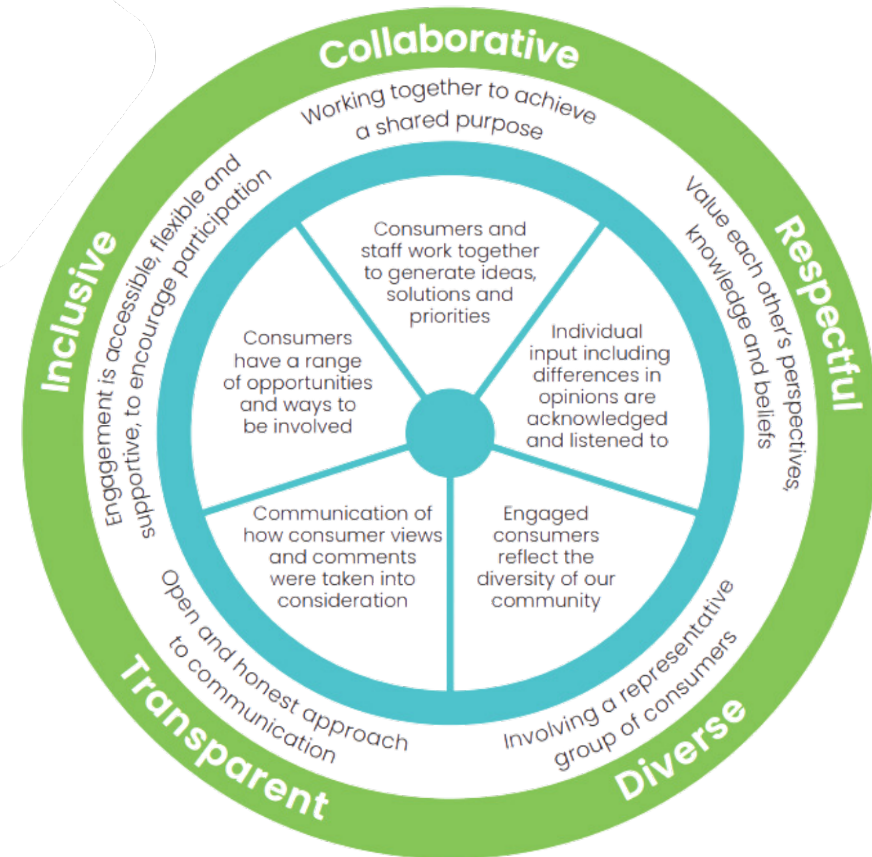 Collaborative
Working together to achieve
a shared purpose
Consumers and
staff work together
to generate ideas,
solutions and
priorities
Respectful
Value each other's perspectives,
knowledge and beliefs
Individual
input including
differences in
opinions are
acknowledged
and listened to
Diverse
Involving a representative
group of consumers
Engaged
consumers
reflect the
diversity of our
community
Transparent
Open and honest approach
to communication
Communication of
how consumer views
and comments
were taken into
consideration
Inclusive
Engagement is accessible, flexible and
supportive, to encourage participation
Consumers
have a range
of opportunities
and ways to
be involved